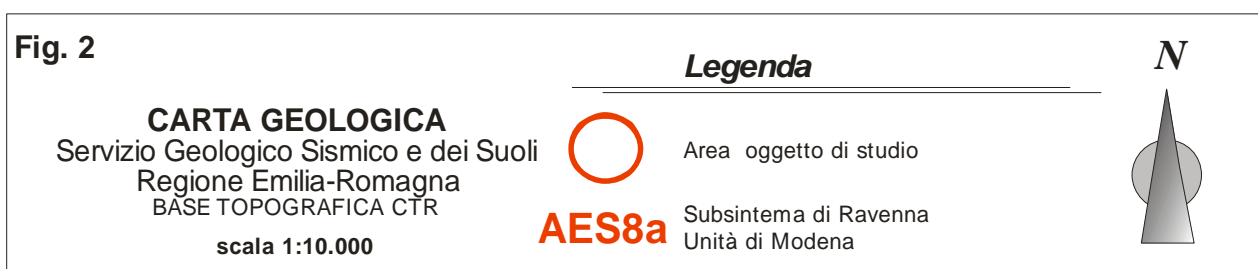 Fig. 2
CARTA GEOLOGICA
Servizio Geologico Sismico e dei Suoli
Regione Emilia-Romagna
BASE TOPOGRAFICA CTR
scala 1:10.000
Legenda
Area oggetto di studio
AES8a
Subsintema di Ravenna
Unità di Modena
N